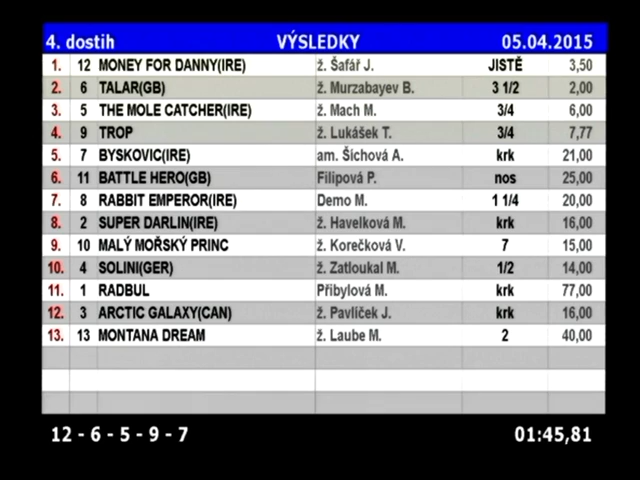 4. dostih VÝSLEDKY 05.04.2015
1. 12 MONEY FOR DANNY(IRE) ž. Šafář J. JISTĚ 3,50
2. 6 TALAR(GB) ž. Murzabayev B. 3 1/2 2,00
3. 5 THE MOLE CATCHER(IRE) ž. Mach M. 3/4 6,00
4. 9 TROP ž. Lukášek T. 3/4 7,77
5. 7 BYSKOVIC(IRE) am. Šíchová A. krk 21,00
6. 11 BATTLE HERO(GB) Filipová P. nos 25,00
7. 8 RABBIT EMPEROR(IRE) Demo M. 1 1/4 20,00
8. 2 SUPER DARLIN(IRE) ž. Havelková M. krk 16,00
9. 10 MALÝ MOŘSKÝ PRINC ž. Korečková V. 7 15,00
10. 4 SOLINI(GER) ž. Zatloukal M. 1/2 14,00
11. 1 RADBUL Přibylová M. krk 77,00
12. 3 ARCTIC GALAXY(CAN) ž. Pavlíček J. krk 16,00
13. 13 MONTANA DREAM ž. Laube M. 2 40,00
12 - 6 - 5 - 9 - 7 01:45,81